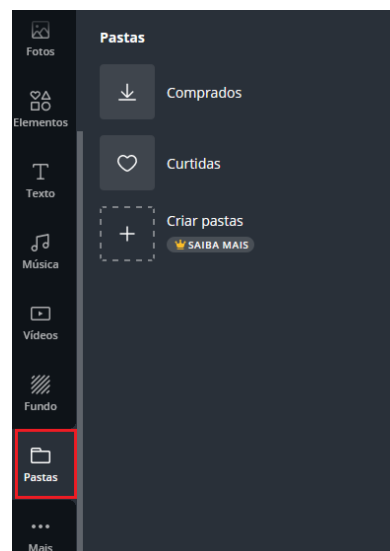 Fotos
Elementos
Texto
Música
Vídeos
Fundo
Pastas
Mais
Pastas
Comprados
Curtidas
Criar pastas
SAIBA MAIS